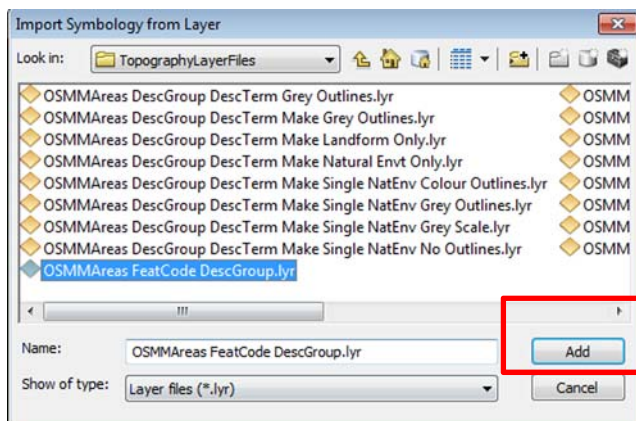 Import Symbology from Layer
Look in: TopographyLayerFiles
OSMMAreas DescGroup DescTerm Grey Outlines.lyr OSMM
OSMMAreas DescGroup DescTerm Make Grey Outlines.lyr OSMM
OSMMAreas DescGroup DescTerm Make Landform Only.lyr OSMM
OSMMAreas DescGroup DescTerm Make Natural Envt Only.lyr OSMM
OSMMAreas DescGroup DescTerm Make Single NatEnv Colour Outlines.lyr OSMM
OSMMAreas DescGroup DescTerm Make Single NatEnv Grey Outlines.lyr OSMM
OSMMAreas DescGroup DescTerm Make Single NatEnv Grey Scale.lyr OSMM
OSMMAreas DescGroup DescTerm Make Single NatEnv No Outlines.lyr OSMM
OSMMAreas FeatCode DescGroup.lyr
Name: OSMMAreas FeatCode DescGroup.lyr Add
Show of type: Layer files (*.lyr) Cancel